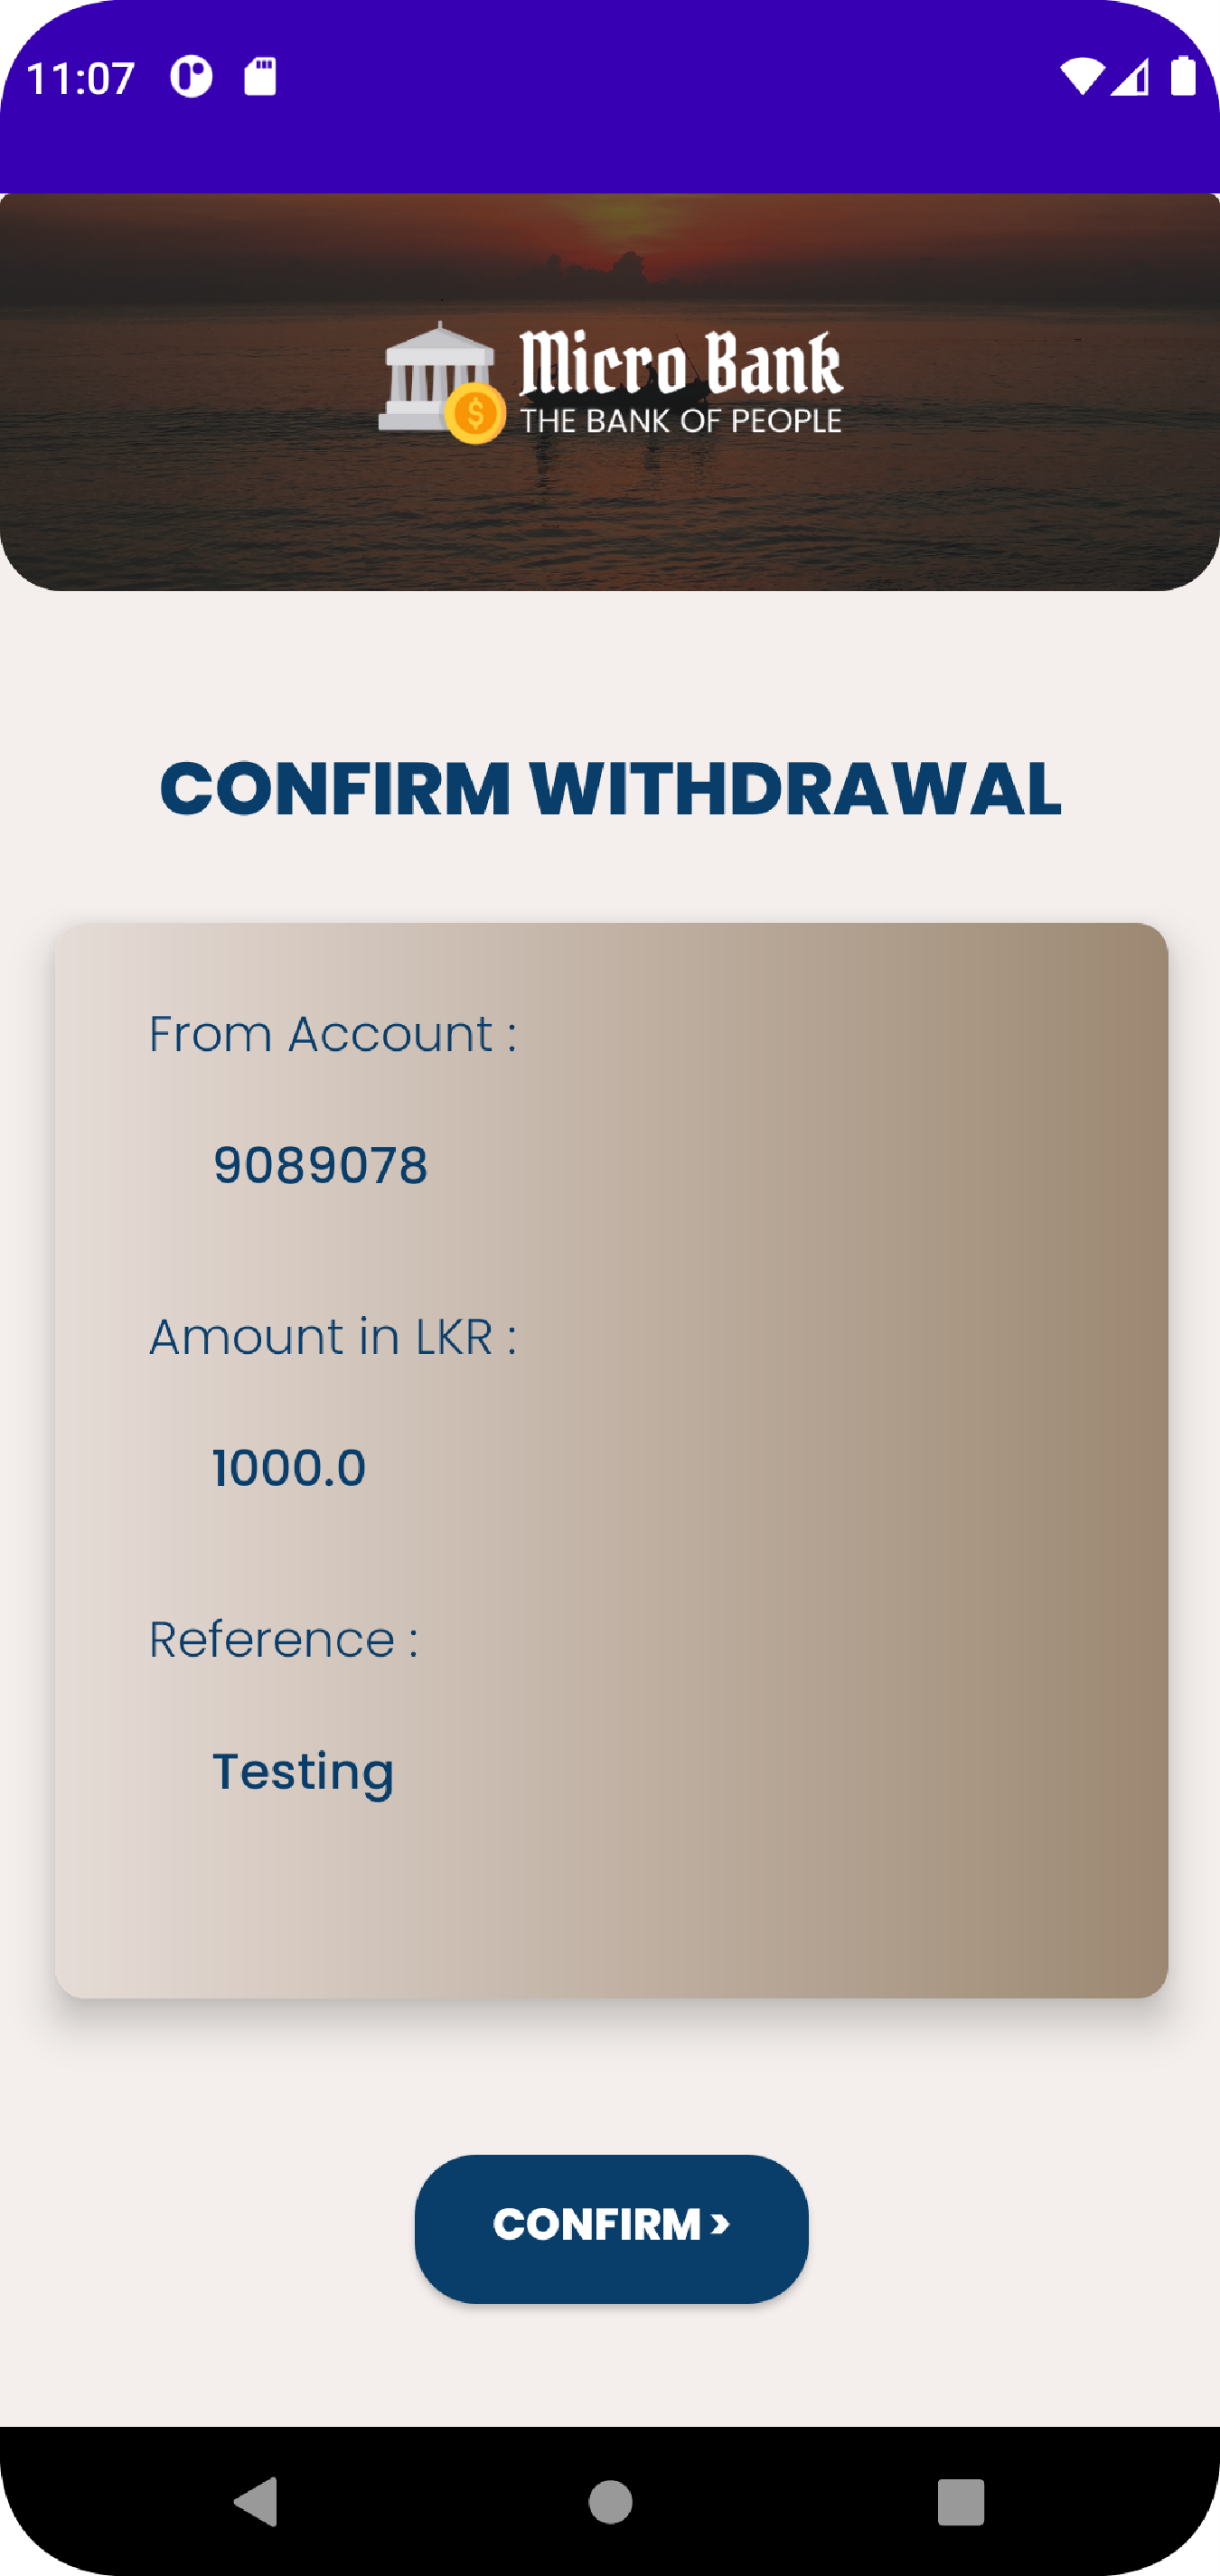 11:07
Micro Bank
THE BANK OF PEOPLE
CONFIRM WITHDRAWAL
From Account :
9089078
Amount in LKR :
1000.0
Reference :
Testing
CONFIRM >